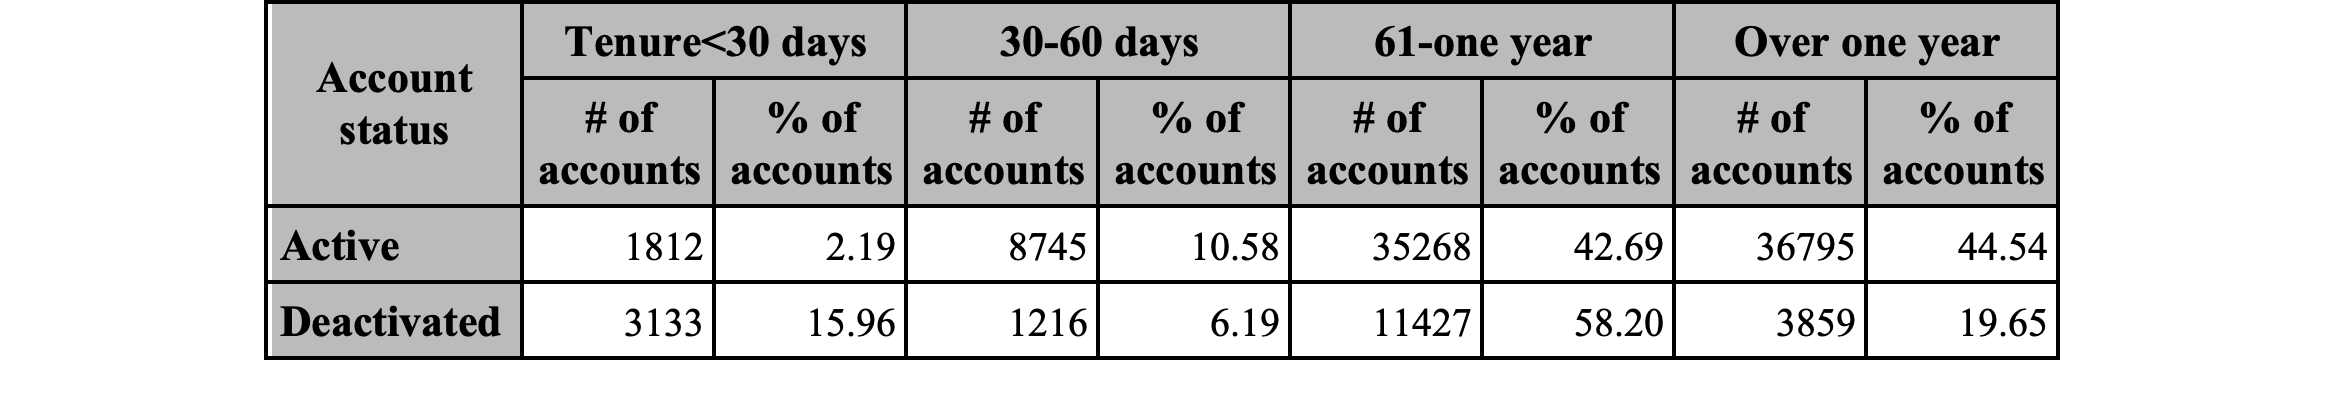 Account status Tenure<30 days 30-60 days 61-one year Over one year
# of accounts % of accounts # of accounts % of accounts # of accounts % of accounts # of accounts % of accounts
Active 1812 2.19 8745 10.58 35268 42.69 36795 44.54
Deactivated 3133 15.96 1216 6.19 11427 58.20 3859 19.65